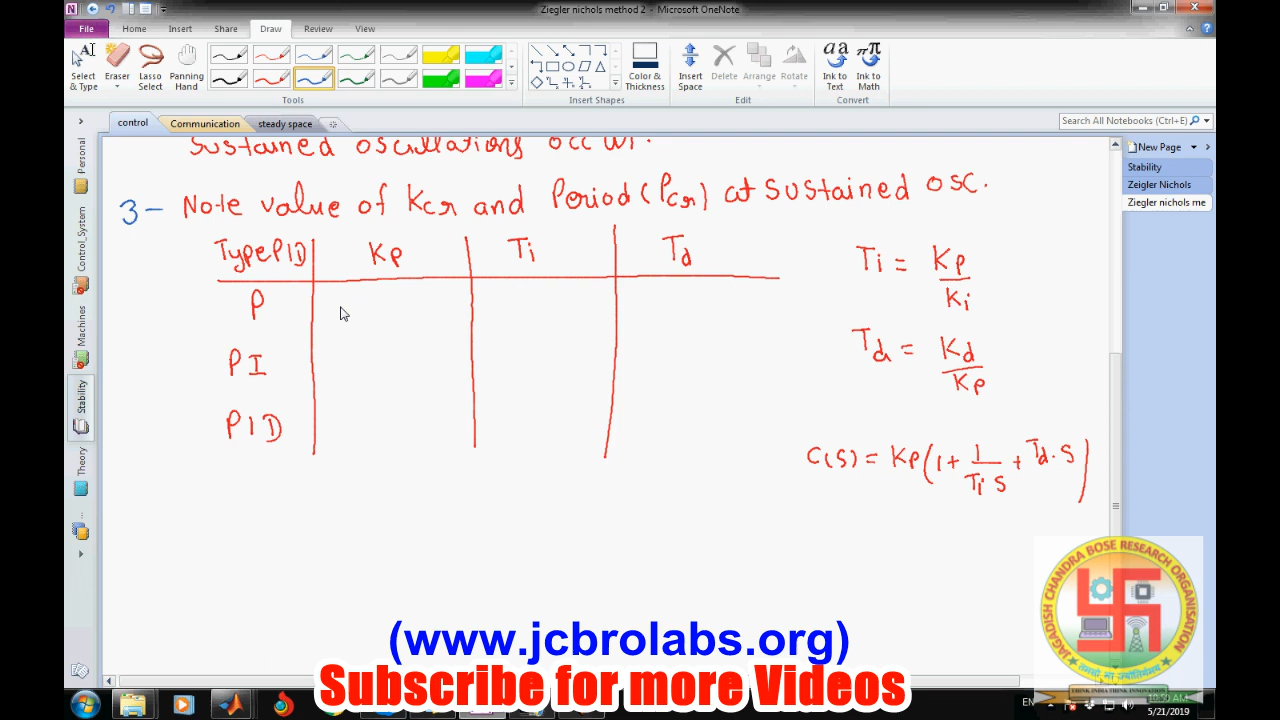 Ziegler nichols method 2 - Microsoft OneNote
File Home Insert Share Draw Review View
Select & Type
Eraser
Lasso Select
Panning Hand
Color & Thickness
Insert Space
Delete
Arrange
Rotate
Ink to Text
Ink to Math
Tools
Insert Shapes
Edit
Convert
control Communication steady space
Search All Notebooks (Ctrl+E)
New Page
Stability
Zeigler Nichols
Ziegler nichols me
Personal
Control_System
Machines
Stability
Sustained oscillations occur.
3- Note value of Kcr and Period (Pcr) at sustained osc.
Type PID Kp Ti Td
P
PI
PID
Ti = Kp / Ki
Td = Kd / Kp
C(s) = Kp(1 + 1/Ti s + Td.s)
JAGADISH CHANDRA BOSE RESEARCH ORGANISATION
THINK INDIA THINK INNOVATION
(www.jcbrolabs.org)
Subscribe for more Videos
EN
10:00 AM
5/21/2019